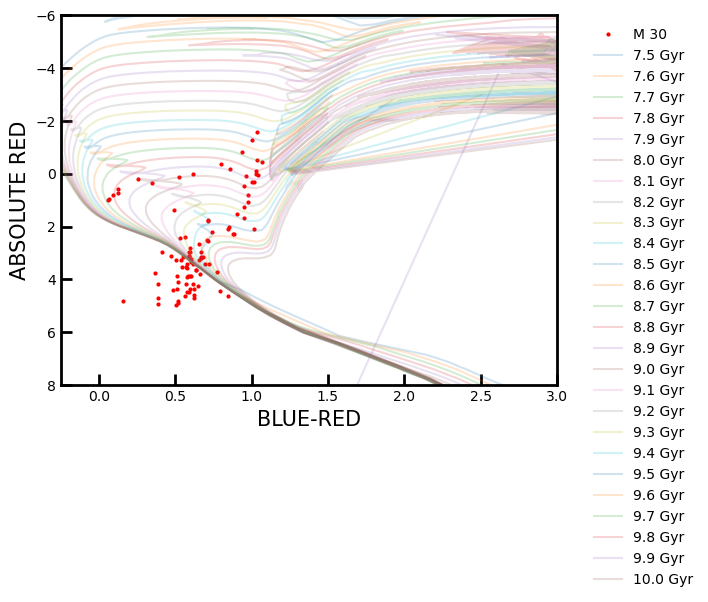 −6
−4
−2
0
2
4
6
8
ABSOLUTE RED
0.0 0.5 1.0 1.5 2.0 2.5 3.0
BLUE-RED
M 30
7.5 Gyr
7.6 Gyr
7.7 Gyr
7.8 Gyr
7.9 Gyr
8.0 Gyr
8.1 Gyr
8.2 Gyr
8.3 Gyr
8.4 Gyr
8.5 Gyr
8.6 Gyr
8.7 Gyr
8.8 Gyr
8.9 Gyr
9.0 Gyr
9.1 Gyr
9.2 Gyr
9.3 Gyr
9.4 Gyr
9.5 Gyr
9.6 Gyr
9.7 Gyr
9.8 Gyr
9.9 Gyr
10.0 Gyr